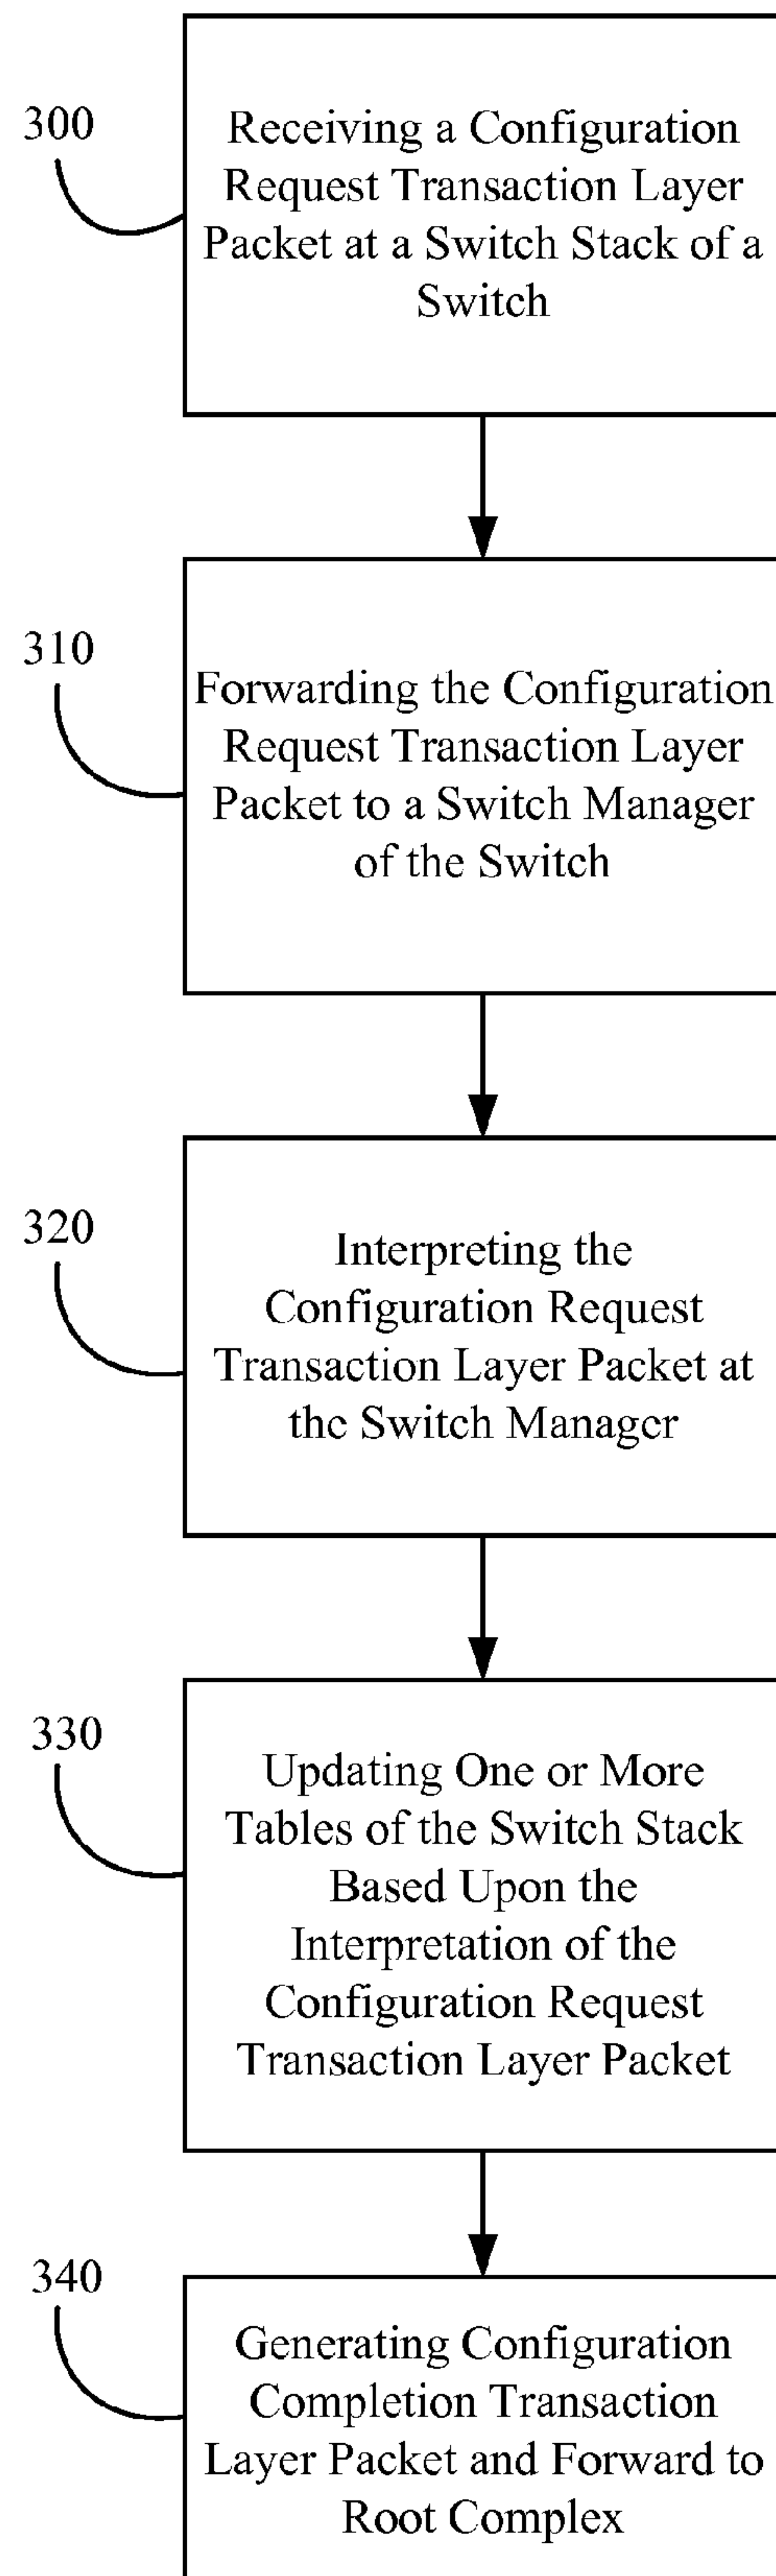 300
Receiving a Configuration
Request Transaction Layer
Packet at a Switch Stack of a
Switch
310
Forwarding the Configuration
Request Transaction Layer
Packet to a Switch Manager
of the Switch
320
Interpreting the
Configuration Request
Transaction Layer Packet at
the Switch Manager
330
Updating One or More
Tables of the Switch Stack
Based Upon the
Interpretation of the
Configuration Request
Transaction Layer Packet
340
Generating Configuration
Completion Transaction
Layer Packet and Forward to
Root Complex